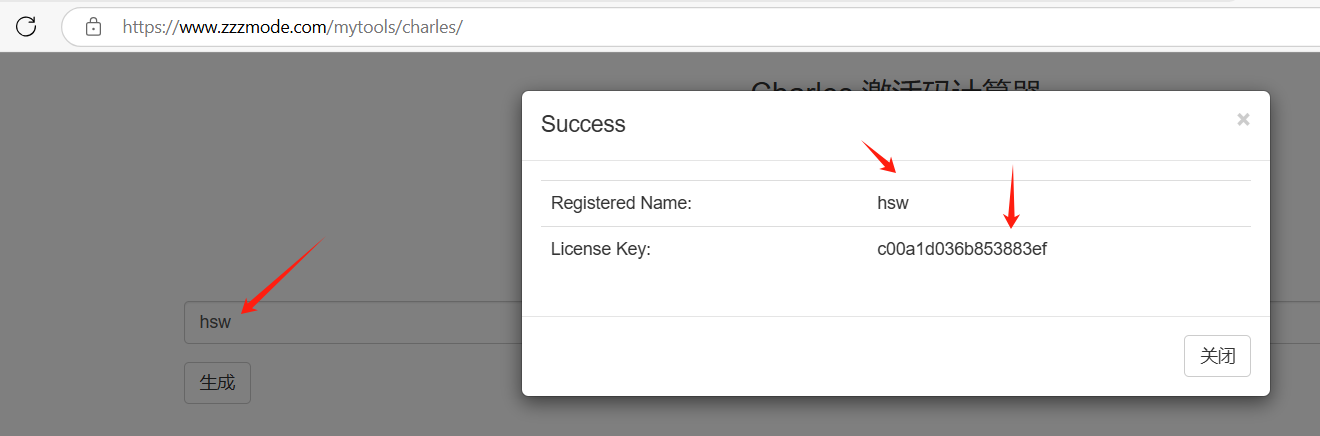 https://www.zzzmode.com/mytools/charles/
Charles 激活码计算器
Success
×
Registered Name: hsw
License Key: c00a1d036b853883ef
hsw
关闭
生成